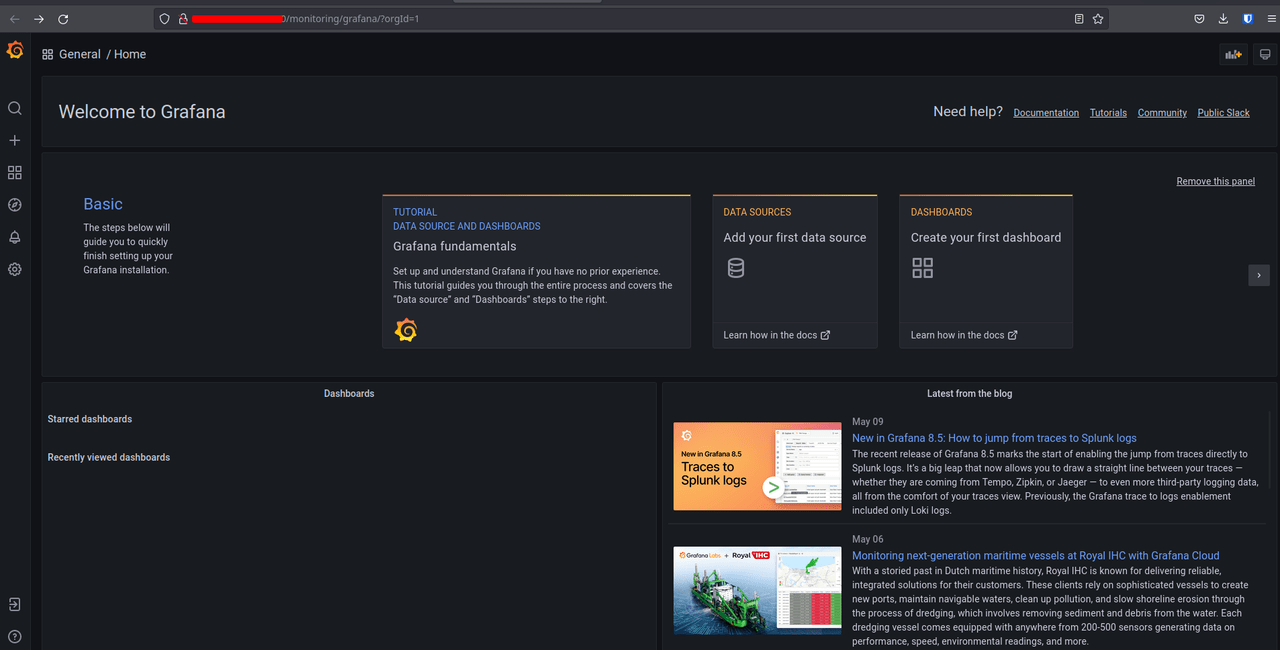 0/monitoring/grafana/?orgId=1
General / Home
Welcome to Grafana
Need help? Documentation Tutorials Community Public Slack
Remove this panel
Basic
The steps below will
guide you to quickly
finish setting up your
Grafana installation.
TUTORIAL
DATA SOURCE AND DASHBOARDS
Grafana fundamentals
Set up and understand Grafana if you have no prior experience.
This tutorial guides you through the entire process and covers the
“Data source” and “Dashboards” steps to the right.
DATA SOURCES
Add your first data source
Learn how in the docs
DASHBOARDS
Create your first dashboard
Learn how in the docs
Dashboards
Starred dashboards
Recently viewed dashboards
Latest from the blog
New in Grafana 8.5
Traces to
Splunk logs
May 09
New in Grafana 8.5: How to jump from traces to Splunk logs
The recent release of Grafana 8.5 marks the start of enabling the jump from traces directly to
Splunk logs. It’s a big leap that now allows you to draw a straight line between your traces —
whether they are coming from Tempo, Zipkin, or Jaeger — to even more third-party logging data,
all from the comfort of your traces view. Previously, the Grafana trace to logs enablement
included only Loki logs.
Grafana Labs + Royal IHC
May 06
Monitoring next-generation maritime vessels at Royal IHC with Grafana Cloud
With a storied past in Dutch maritime history, Royal IHC is known for delivering reliable,
integrated solutions for their customers. These clients rely on sophisticated vessels to create
new ports, maintain navigable waters, clean up pollution, and slow shoreline erosion through
the process of dredging, which involves removing sediment and debris from the water. Each
dredging vessel comes equipped with anywhere from 200-500 sensors generating data on
performance, speed, environmental readings, and more.